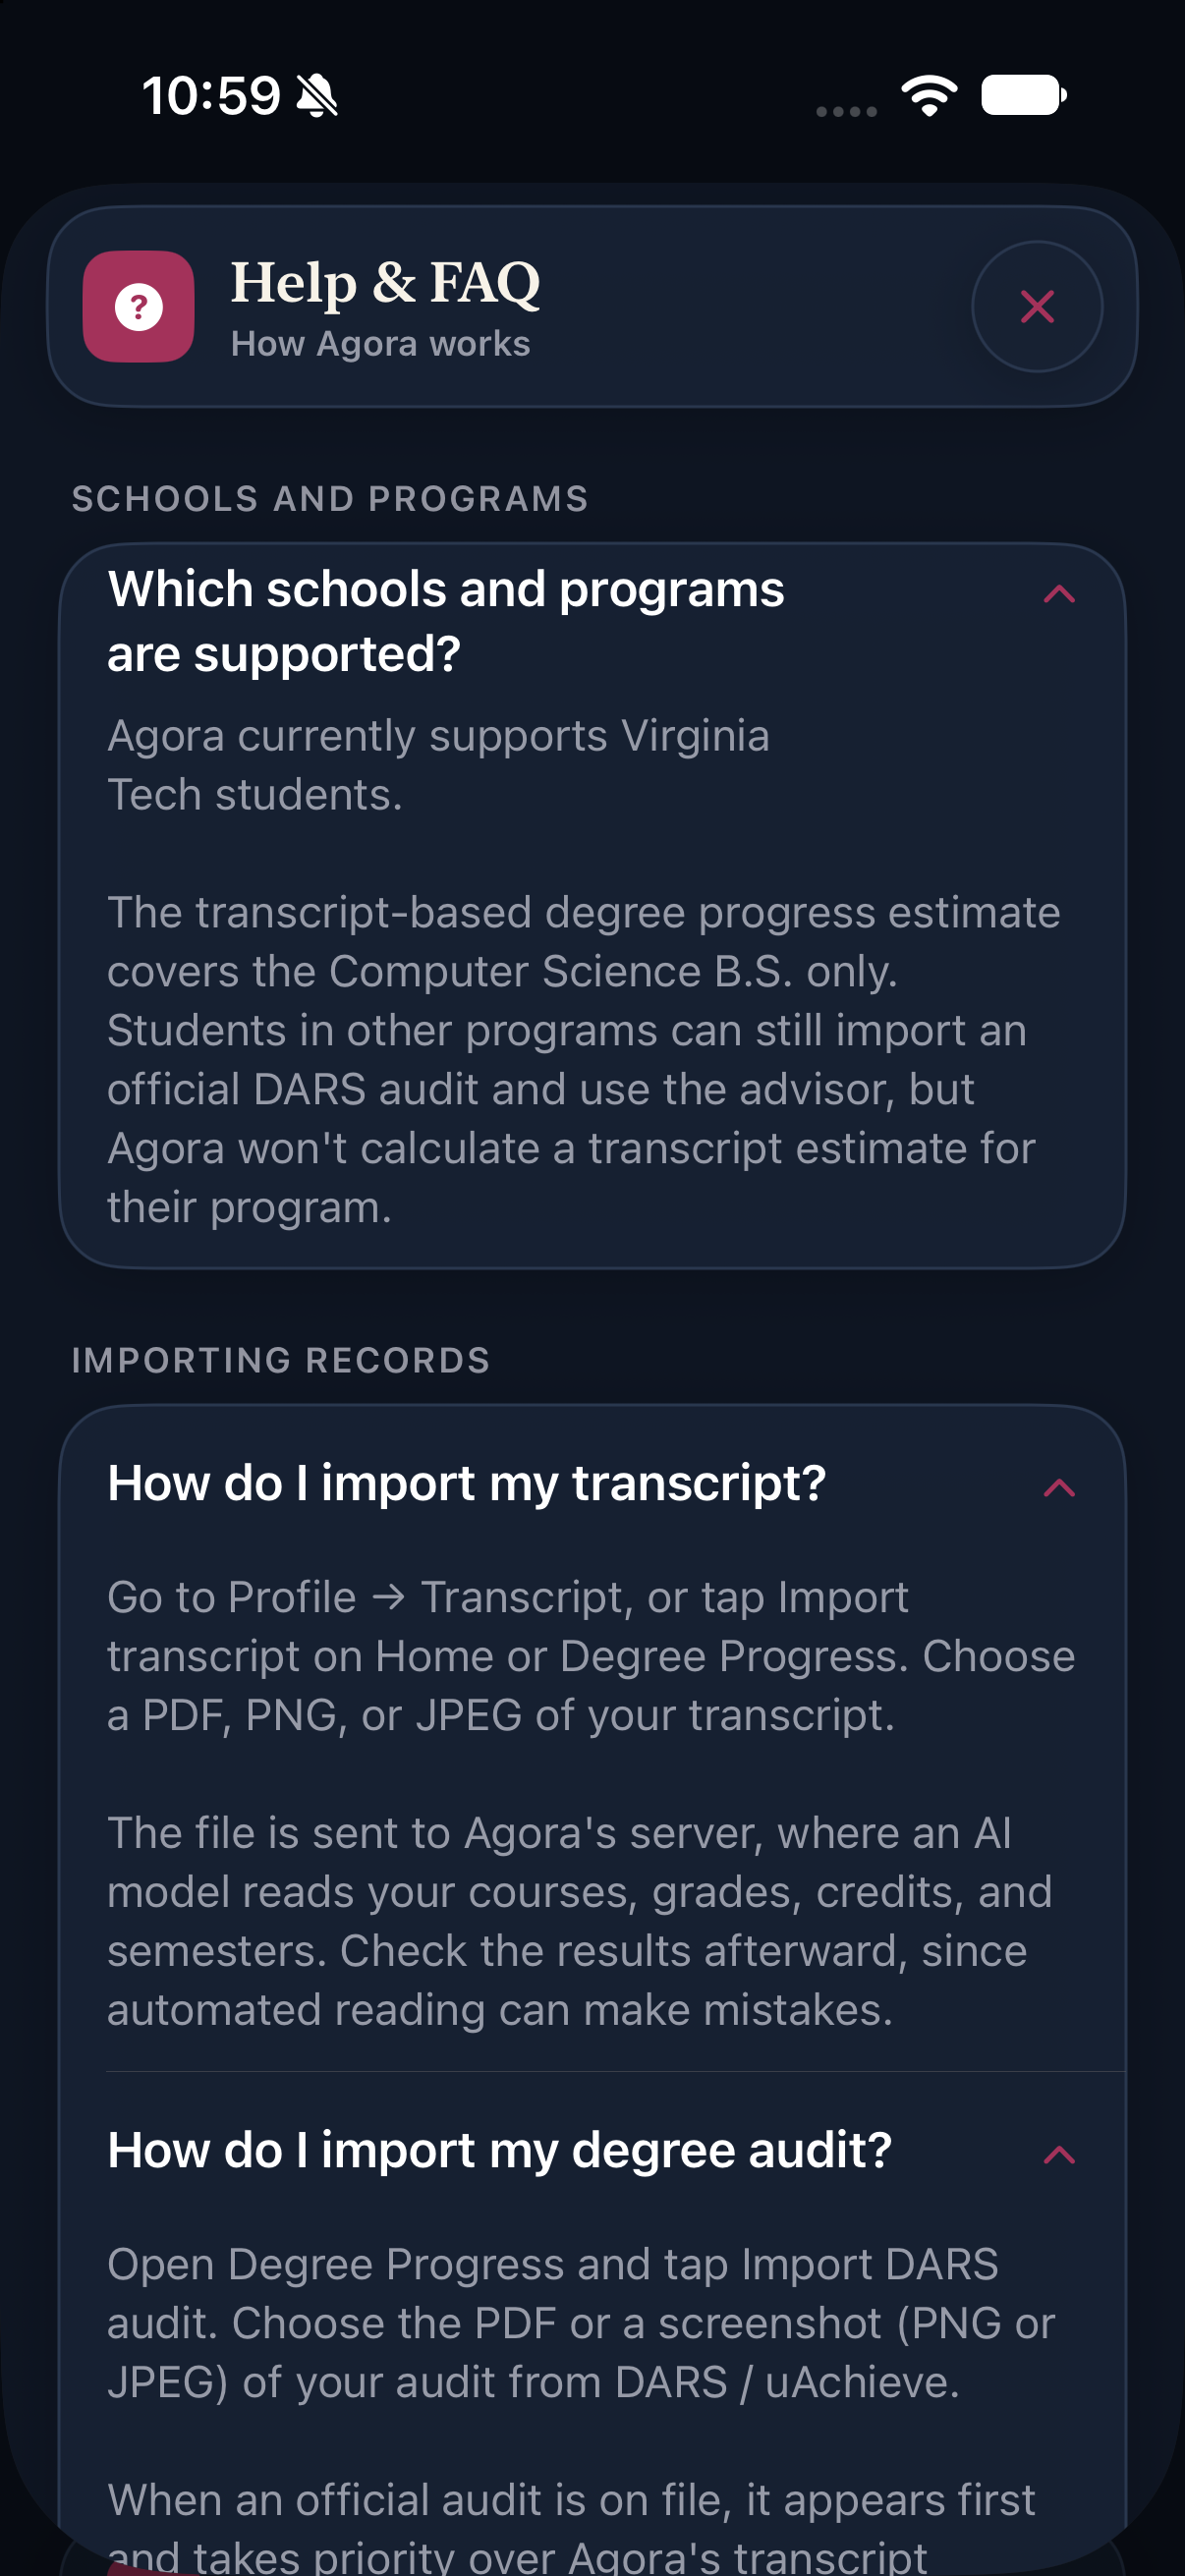 10:59
Help & FAQ
How Agora works
SCHOOLS AND PROGRAMS
Which schools and programs
are supported?
Agora currently supports Virginia
Tech students.
The transcript-based degree progress estimate
covers the Computer Science B.S. only.
Students in other programs can still import an
official DARS audit and use the advisor, but
Agora won't calculate a transcript estimate for
their program.
IMPORTING RECORDS
How do I import my transcript?
Go to Profile → Transcript, or tap Import
transcript on Home or Degree Progress. Choose
a PDF, PNG, or JPEG of your transcript.
The file is sent to Agora's server, where an AI
model reads your courses, grades, credits, and
semesters. Check the results afterward, since
automated reading can make mistakes.
How do I import my degree audit?
Open Degree Progress and tap Import DARS
audit. Choose the PDF or a screenshot (PNG or
JPEG) of your audit from DARS / uAchieve.
When an official audit is on file, it appears first
and takes priority over Agora's transcript